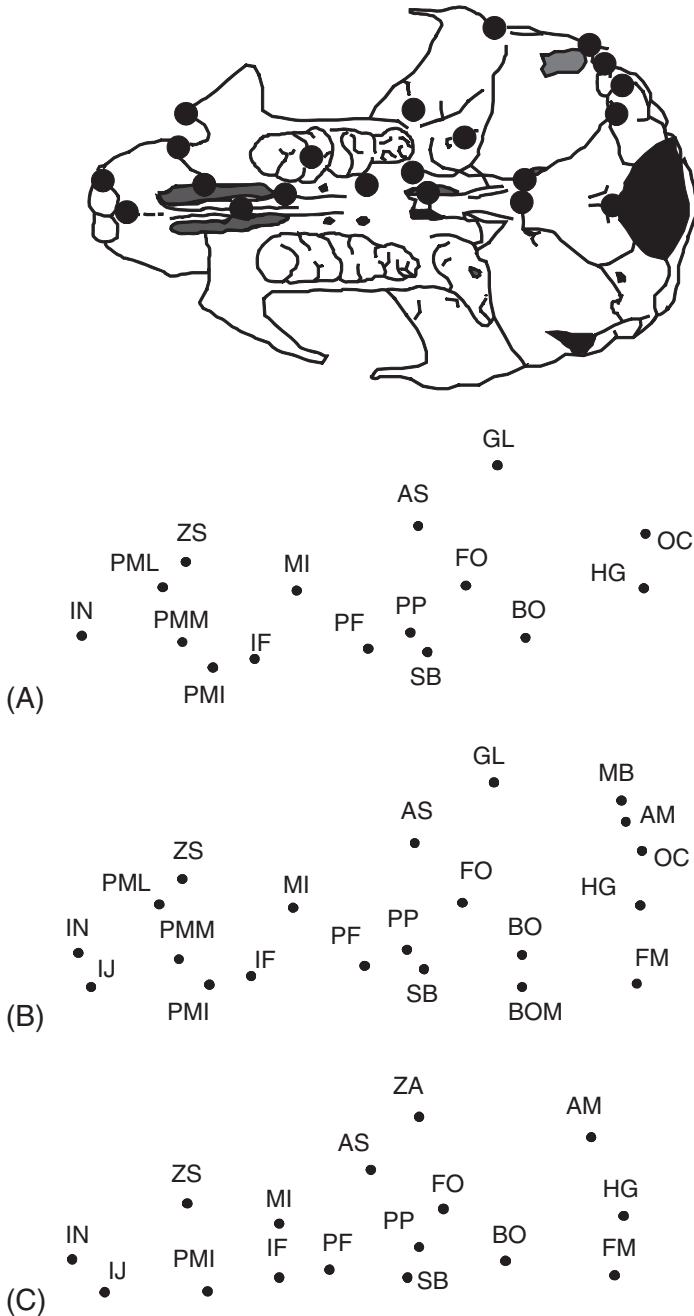 GL
AS
ZS
OC
PML
MI
FO
HG
IN
PMM
PP
BO
PF
IF
SB
PMI
(A)
GL
MB
AS
AM
ZS
OC
PML
MI
FO
HG
IN
PMM
PP
BO
PF
IJ
IF
FM
SB
PMI
BOM
(B)
ZA
AM
AS
ZS
FO
HG
MI
PP
IN
BO
IF
PF
FM
PMI
IJ
SB
(C)